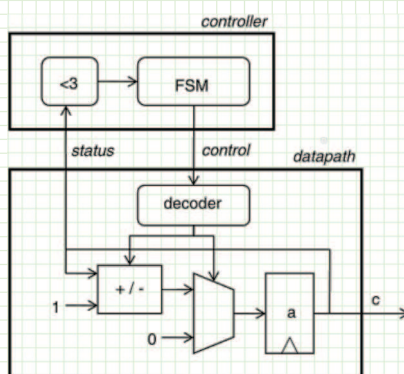 controller
<3
FSM
status
control
datapath
decoder
+ / -
1
0
a
c